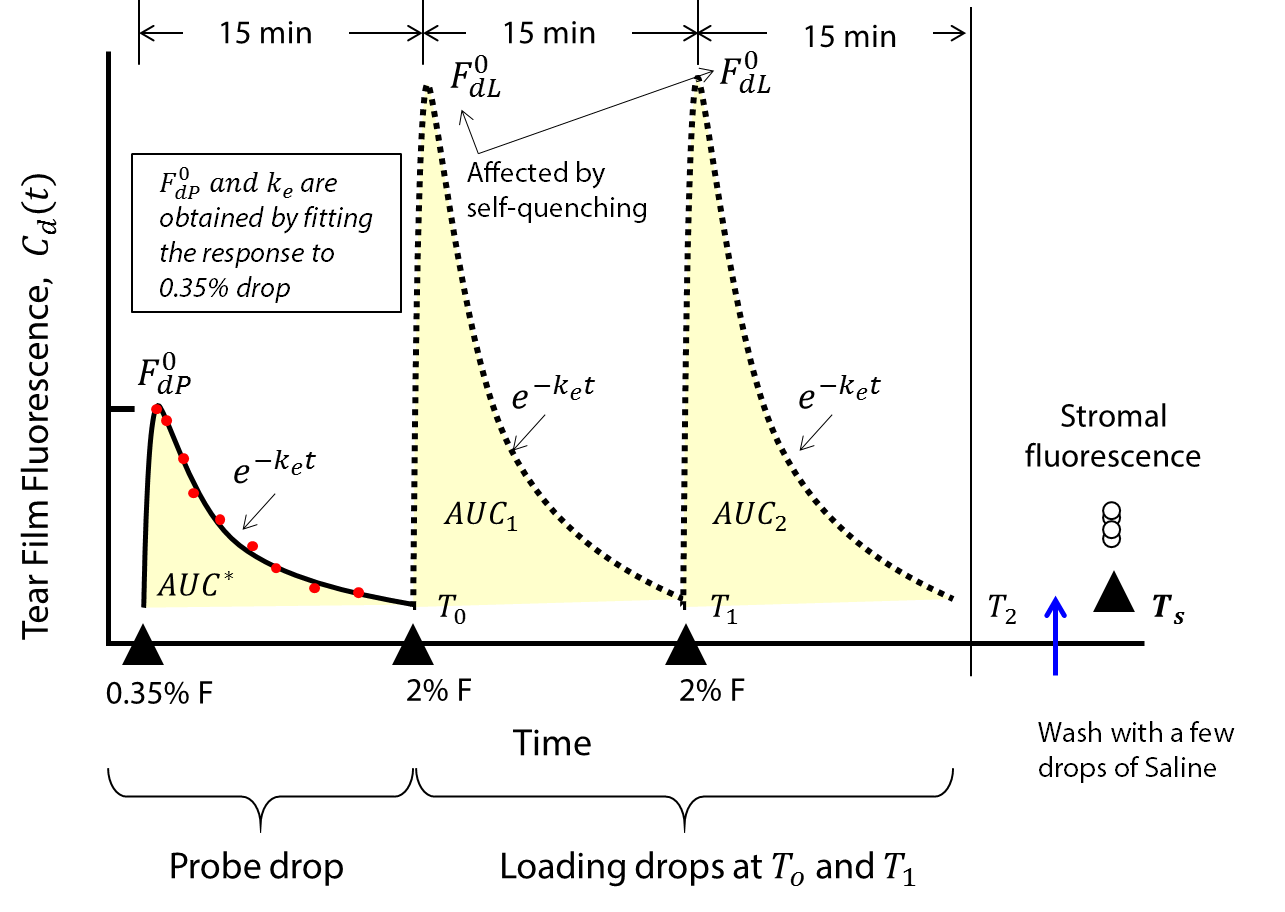 15 min
15 min
15 min
F⁰dL
F⁰dL
Affected by
self-quenching
F⁰dP and kₑ are
obtained by fitting
the response to
0.35% drop
Tear Film Fluorescence, C_d(t)
F⁰dP
e^{-kₑt}
e^{-kₑt}
e^{-kₑt}
Stromal
fluorescence
AUC*
AUC₁
AUC₂
T₀
T₁
T₂
Tₛ
0.35% F
2% F
2% F
Time
Wash with a few
drops of Saline
Probe drop
Loading drops at Tₒ and T₁